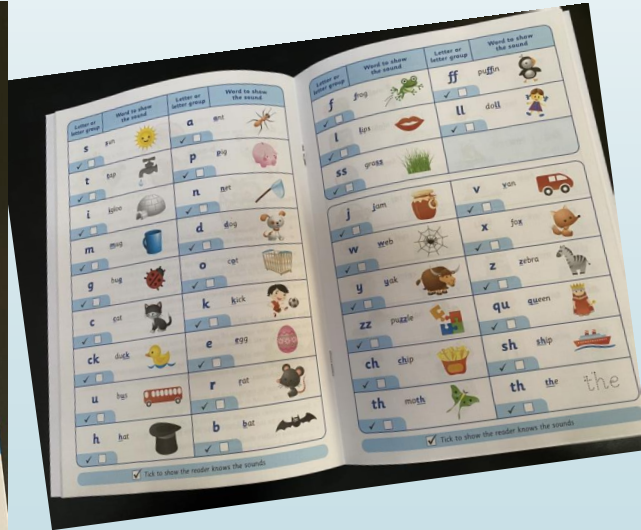 Letter or letter group Word to show the sound Letter or letter group Word to show the sound
s sun a ant
t tap p pig
i igloo n net
m mug d dog
g bug o cot
c cat k kick
ck duck e egg
u bus r rat
h hat b bat
Tick to show the reader knows the sounds
Letter or letter group Word to show the sound Letter or letter group Word to show the sound
f frog ff puffin
l lips ll doll
ss grass
j jam v van
w web x fox
y yak z zebra
zz puzzle qu queen
ch chip sh ship
th moth th the the
Tick to show the reader knows the sounds